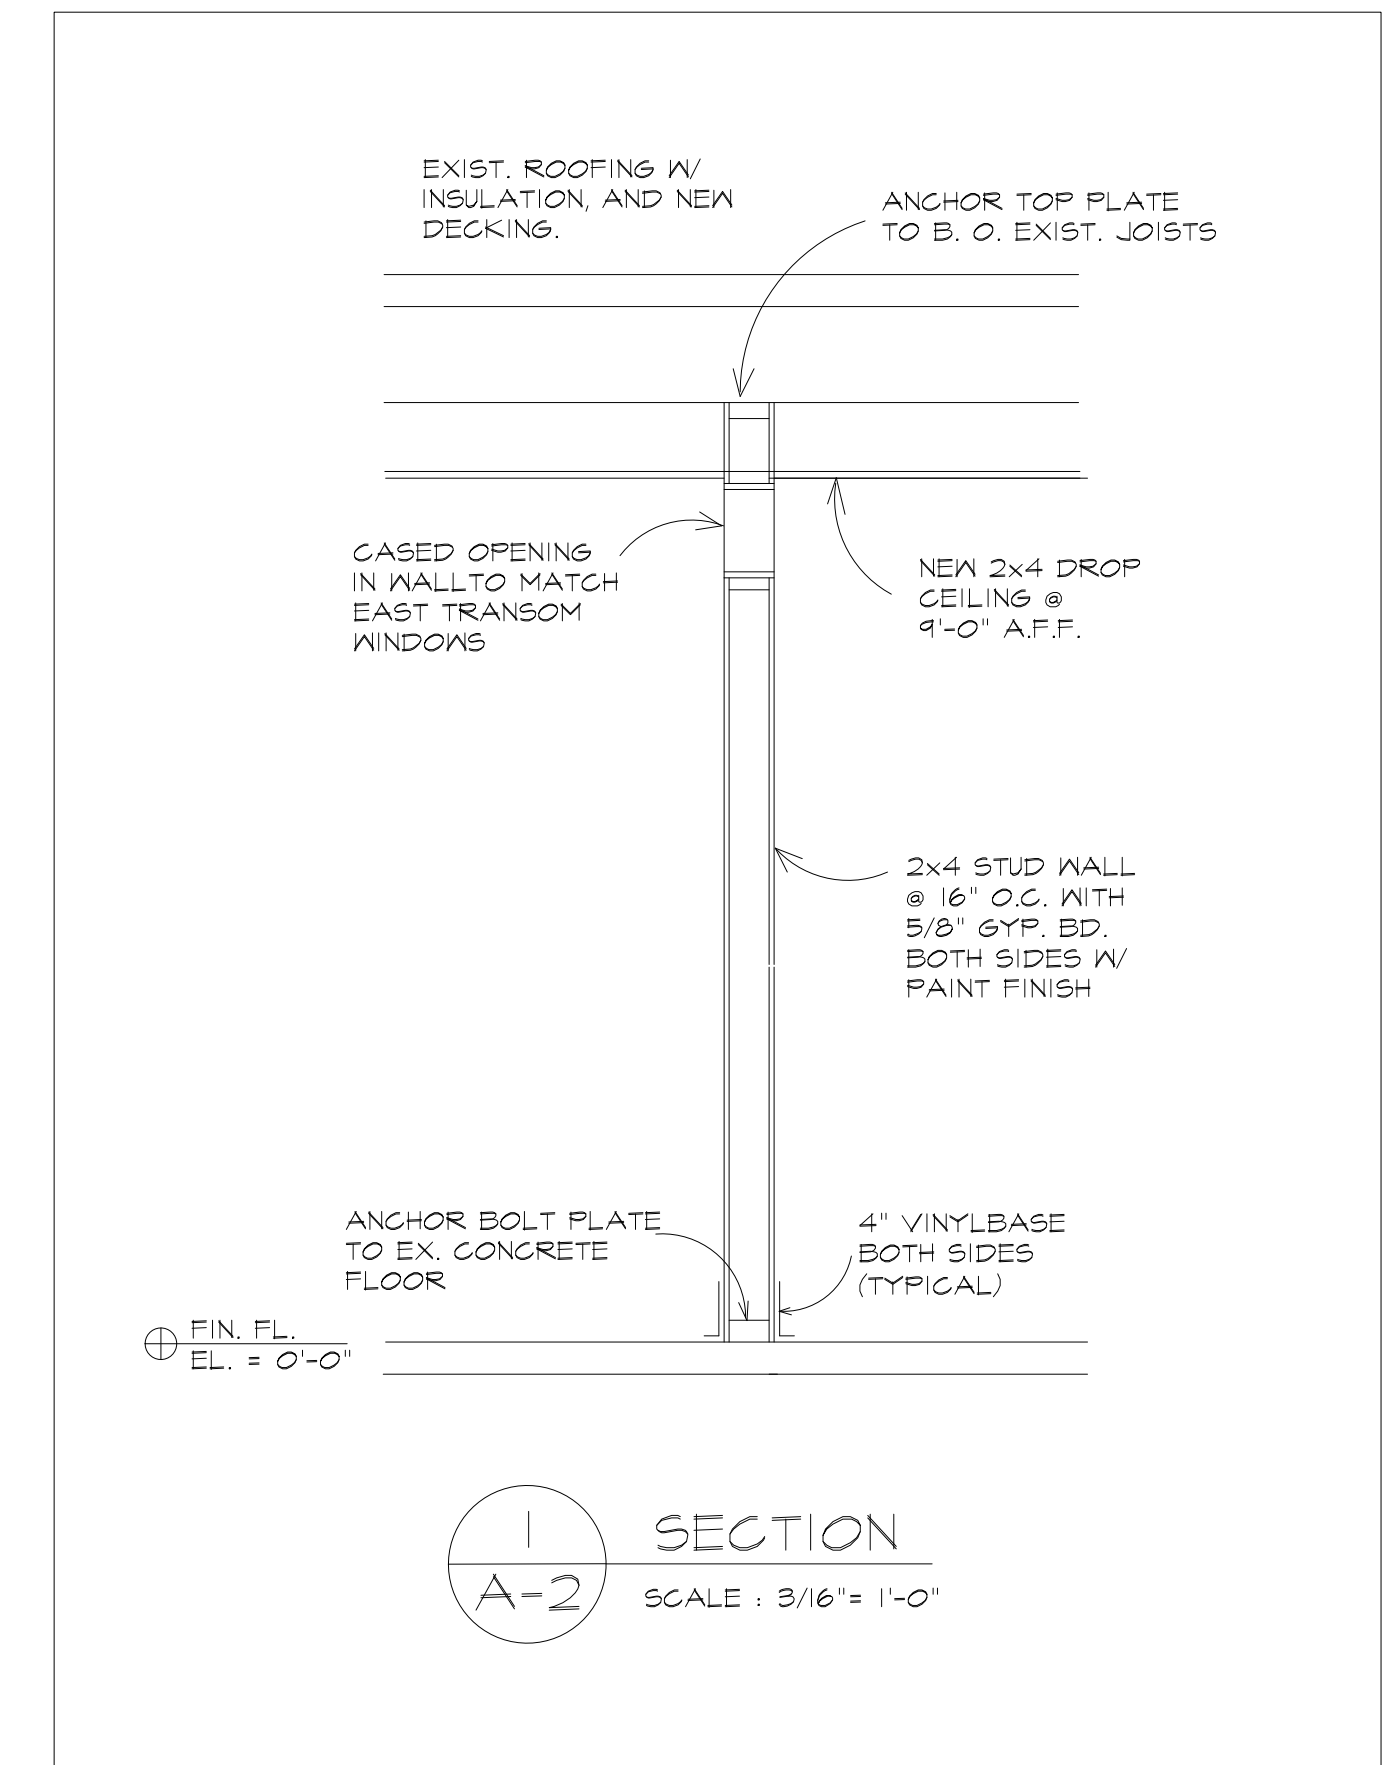 EXIST. ROOFING W/
INSULATION, AND NEW
DECKING.
ANCHOR TOP PLATE
TO B. O. EXIST. JOISTS
CASED OPENING
IN WALLTO MATCH
EAST TRANSOM
WINDOWS
NEW 2x4 DROP
CEILING @
9'-0" A.F.F.
2x4 STUD WALL
@ 16" O.C. WITH
5/8" GYP. BD.
BOTH SIDES W/
PAINT FINISH
ANCHOR BOLT PLATE
TO EX. CONCRETE
FLOOR
4" VINYLBASE
BOTH SIDES
(TYPICAL)
FIN. FL.
EL. = 0'-0"
1
A-2
SECTION
SCALE : 3/16"= 1'-0"